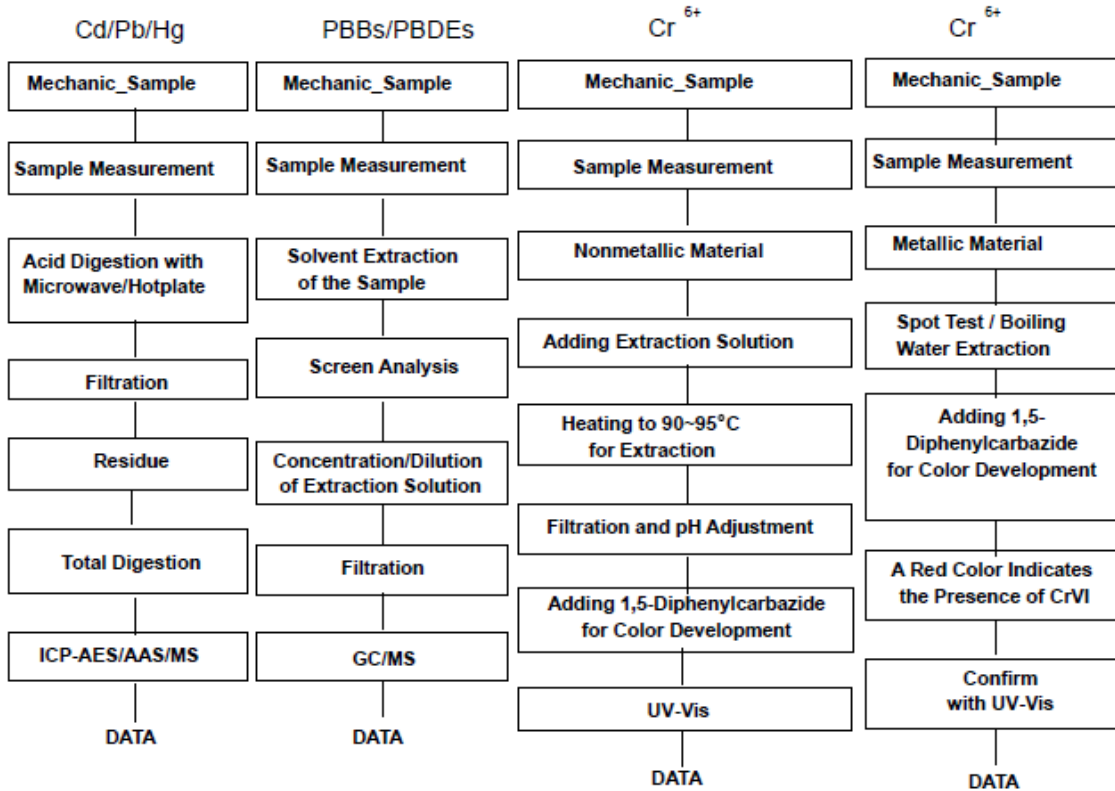 Cd/Pb/Hg
Mechanic_Sample
Sample Measurement
Acid Digestion with
Microwave/Hotplate
Filtration
Residue
Total Digestion
ICP-AES/AAS/MS
DATA
PBBs/PBDEs
Mechanic_Sample
Sample Measurement
Solvent Extraction
of the Sample
Screen Analysis
Concentration/Dilution
of Extraction Solution
Filtration
GC/MS
DATA
Cr 6+
Mechanic_Sample
Sample Measurement
Nonmetallic Material
Adding Extraction Solution
Heating to 90~95°C
for Extraction
Filtration and pH Adjustment
Adding 1,5-Diphenylcarbazide
for Color Development
UV-Vis
DATA
Cr 6+
Mechanic_Sample
Sample Measurement
Metallic Material
Spot Test / Boiling
Water Extraction
Adding 1,5-
Diphenylcarbazide
for Color Development
A Red Color Indicates
the Presence of CrVI
Confirm
with UV-Vis
DATA